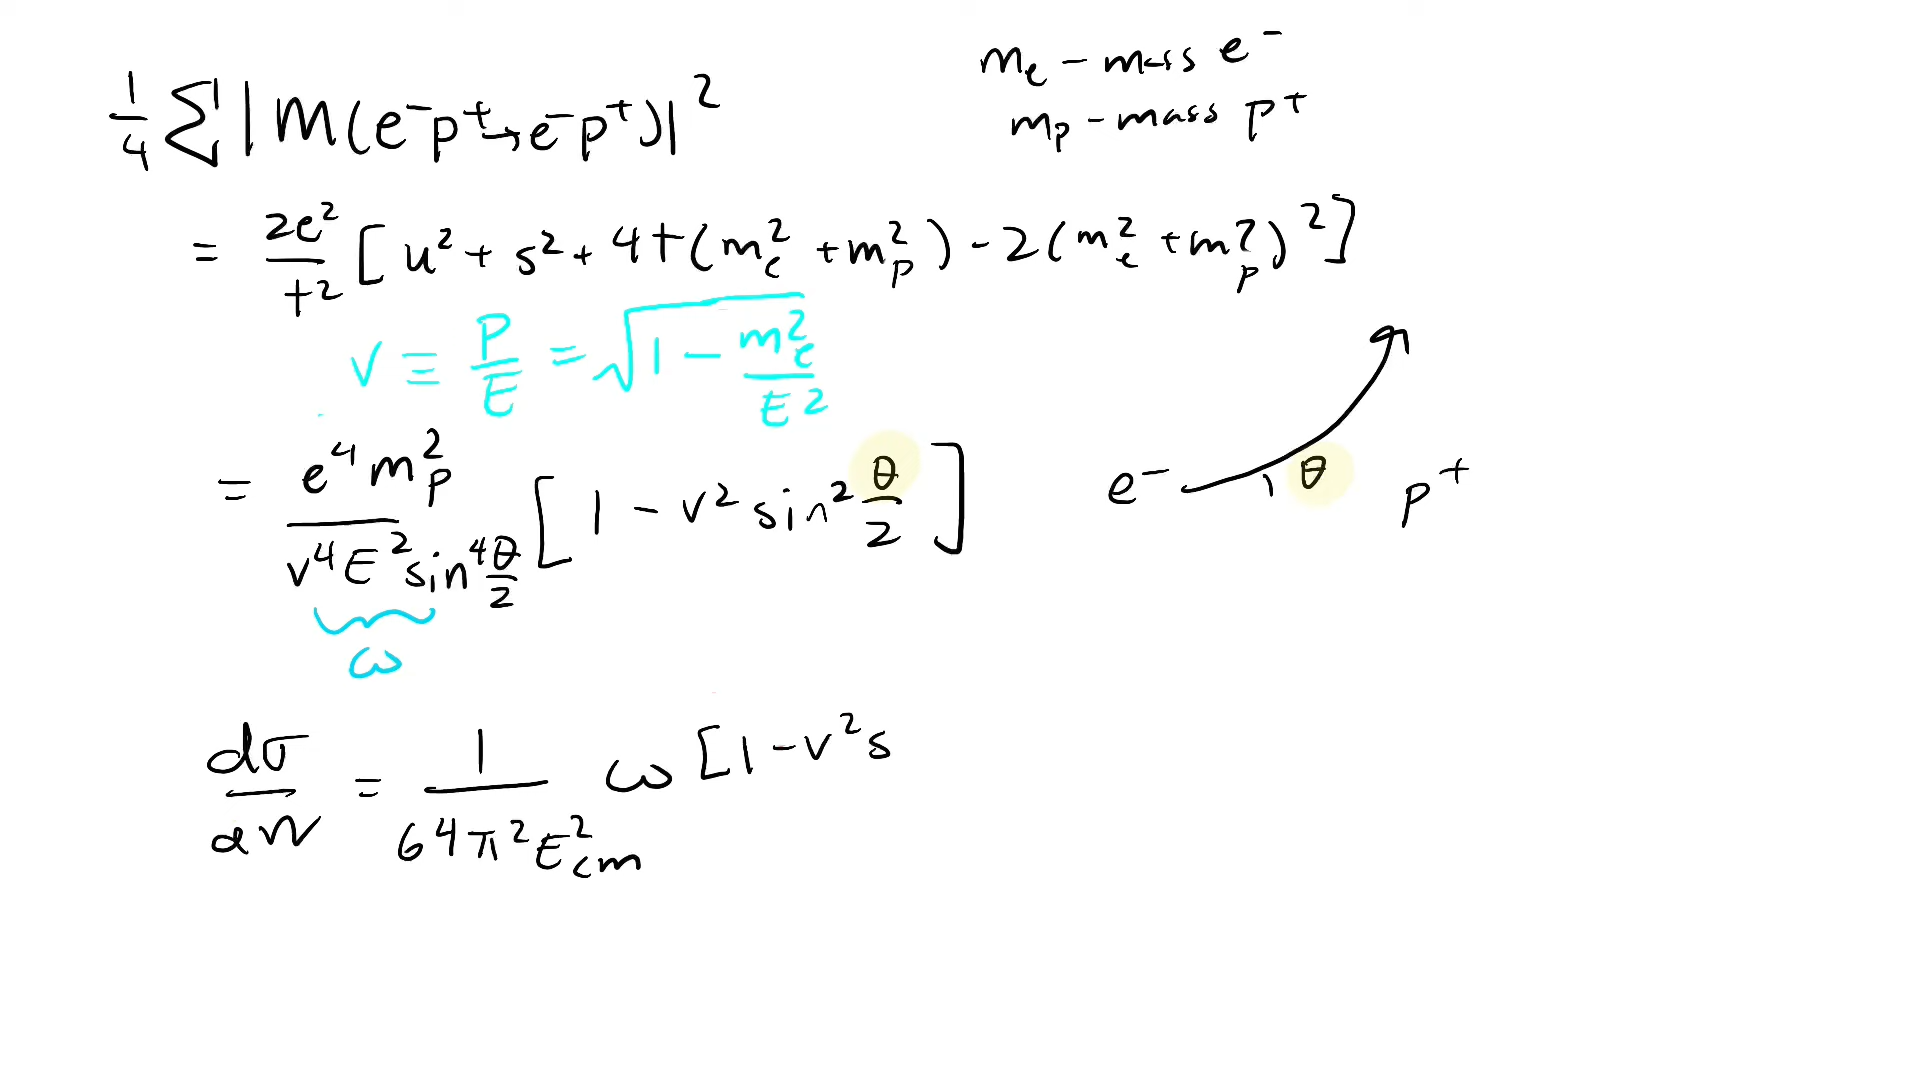 1/4 Σ |M(e⁻p⁺→e⁻p⁺)|²
mₑ – mass e⁻
mₚ – mass p⁺
= 2e²/t² [u² + s² + 4t(mₑ² + mₚ²) - 2(mₑ² + mₚ²)²]
v ≡ P/E = √(1 - mₑ²/E²)
= e⁴mₚ²/(v⁴E² sin⁴ θ/2) [1 - v² sin² θ/2]
e⁻ θ p⁺
ω
dσ/dΩ = 1/(64π²E²cm) ω [1 - v²s